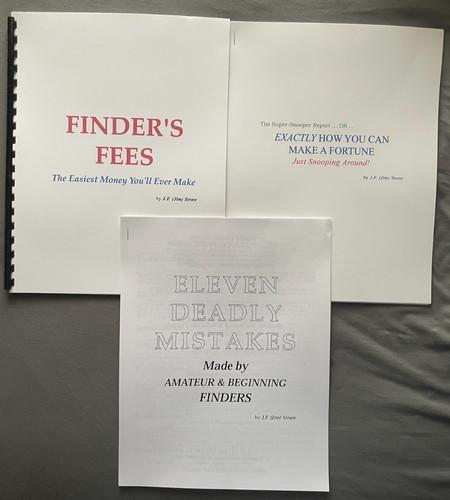 FINDER'S
FEES
The Easiest Money You'll Ever Make
by J.F. (Jim) Straw
The Super-Snooper Report ... OR ...
EXACTLY HOW YOU CAN
MAKE A FORTUNE
Just Snooping Around!
by J.F. (Jim) Straw
ELEVEN
DEADLY
MISTAKES
Made by
AMATEUR & BEGINNING
FINDERS
by J.F. (Jim) Straw